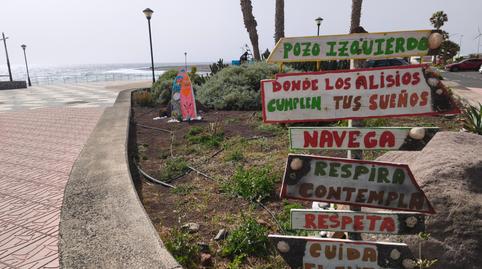 POZO IZQUIERDO
DONDE LOS ALISIOS
CUMPLEN TUS SUEÑOS
NAVEGA
RESPIRA
CONTEMPLA
RESPETA
CUIDA